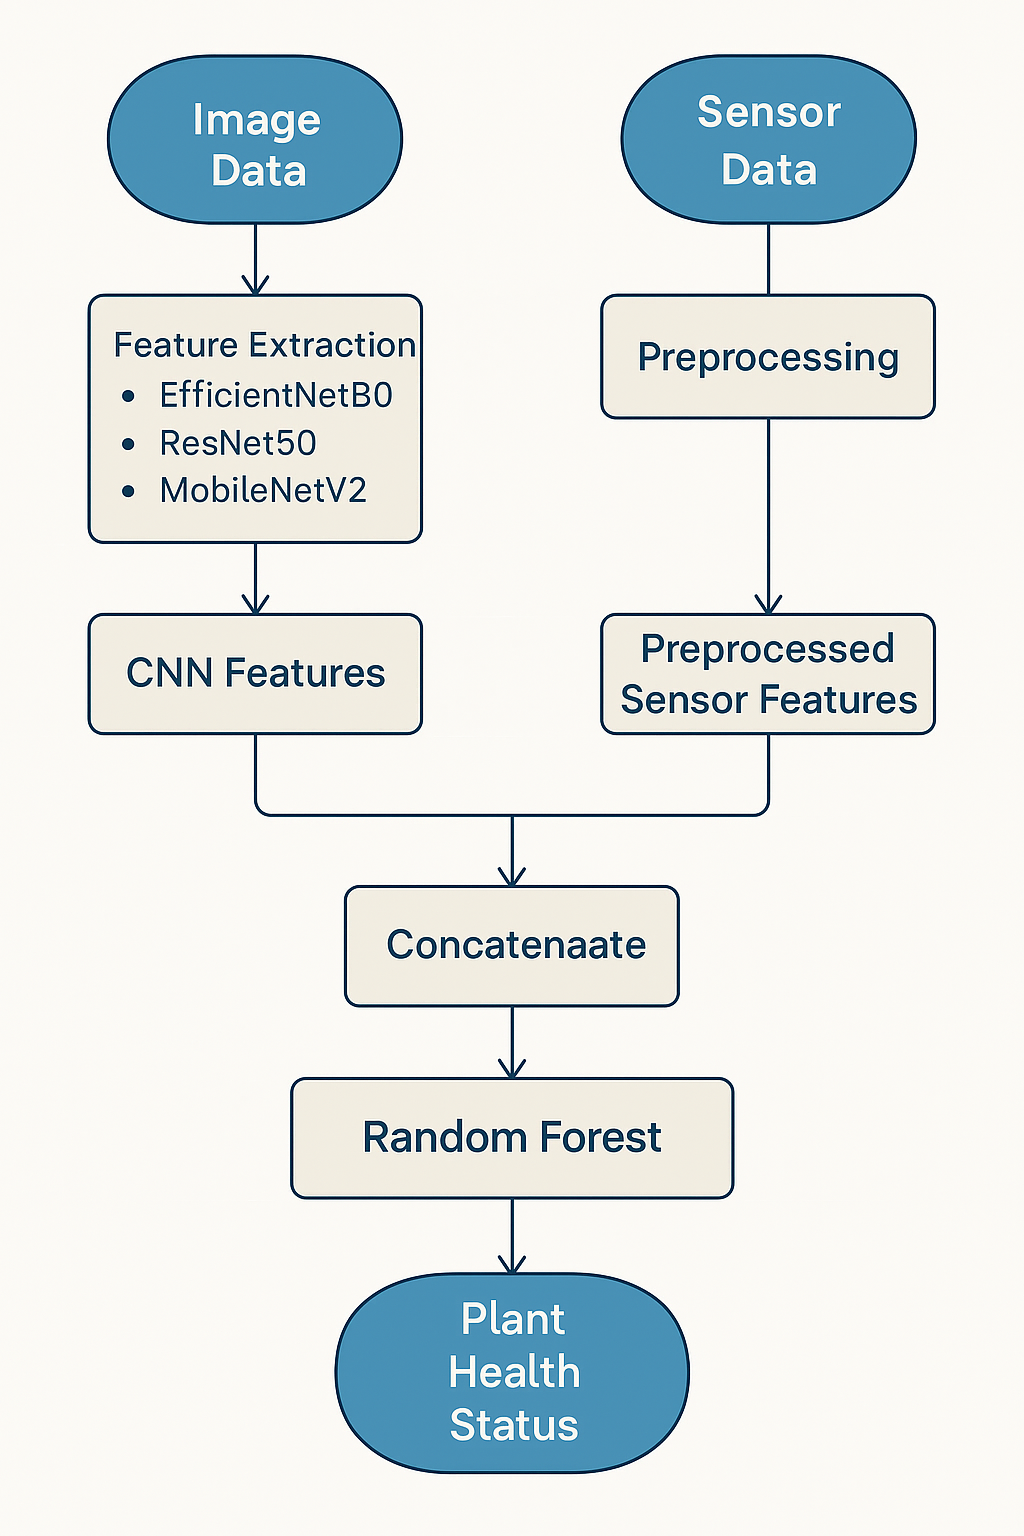 Image
Data
Sensor
Data
Feature Extraction
• EfficientNetB0
• ResNet50
• MobileNetV2
Preprocessing
CNN Features
Preprocessed
Sensor Features
Concatenaate
Random Forest
Plant
Health
Status